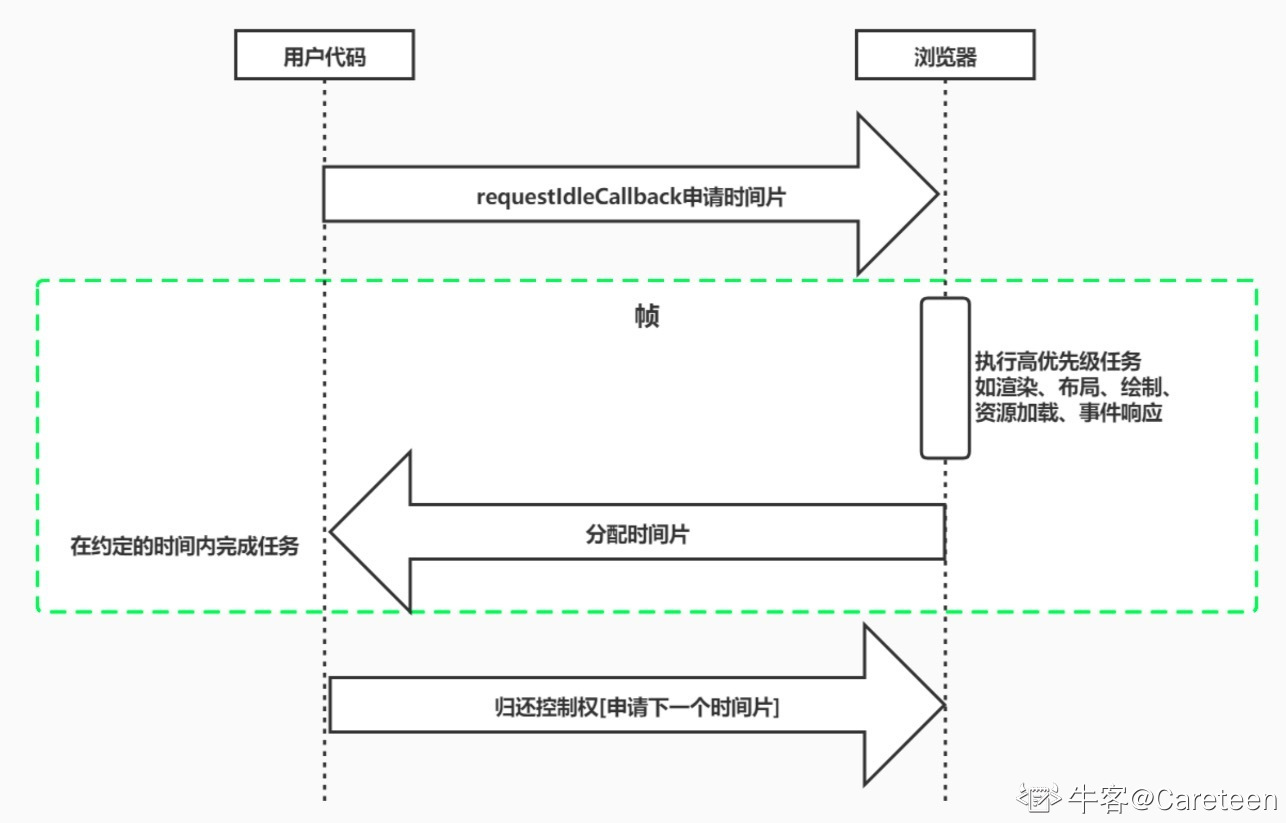 用户代码
浏览器
requestIdleCallback申请时间片
帧
执行高优先级任务
如渲染、布局、绘制、
资源加载、事件响应
分配时间片
在约定的时间内完成任务
归还控制权[申请下一个时间片]
牛客@Careteen